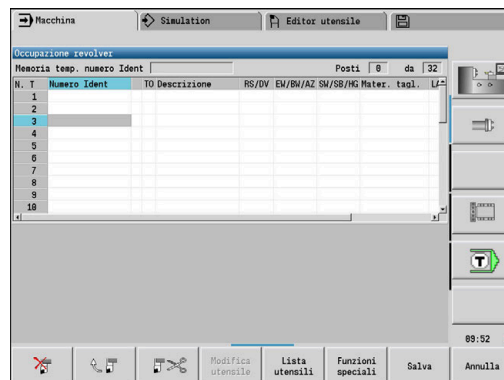 Macchina Simulation Editor utensile
Occupazione revolver
Memoria temp. numero Ident Posti 0 da 32
N. T Numero Ident TO Descrizione RS/DV EW/BW/AZ SW/SB/HG Mater. tagl.
1
2
3
4
5
6
7
8
9
10
T
09:52
Modifica utensile Lista utensili Funzioni speciali Salva Annulla